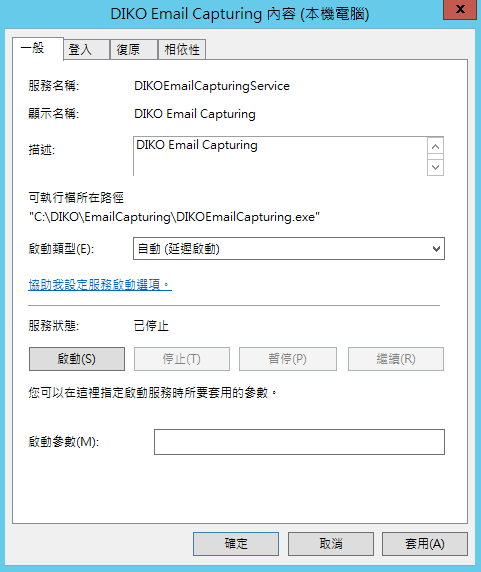 DIKO Email Capturing 內容 (本機電腦)
x
一般 登入 復原 相依性
服務名稱: DIKOEmailCapturingService
顯示名稱: DIKO Email Capturing
描述: DIKO Email Capturing
可執行檔所在路徑
"C:\DIKO\EmailCapturing\DIKOEmailCapturing.exe"
啟動類型(E): 自動 (延遲啟動)
協助我設定服務啟動選項。
服務狀態: 已停止
啟動(S) 停止(T) 暫停(P) 繼續(R)
您可以在這裡指定啟動服務時所要套用的參數。
啟動參數(M):
確定 取消 套用(A)